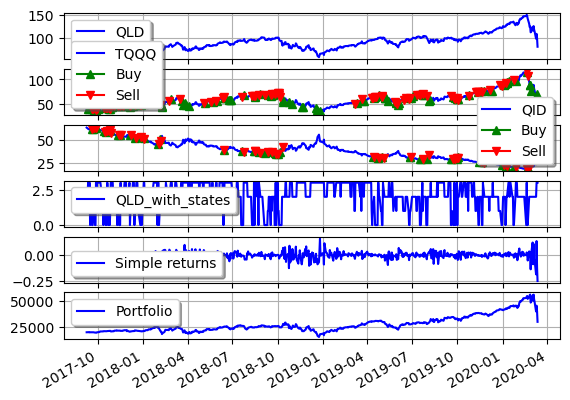 150
QLD
100
TQQQ
100
Buy
50
Sell
QID
50
Buy
25
Sell
2.5
QLD_with_states
0.0
0.00
Simple returns
−0.25
50000
Portfolio
25000
2017-10
2018-01
2018-04
2018-07
2018-10
2019-01
2019-04
2019-07
2019-10
2020-01
2020-04